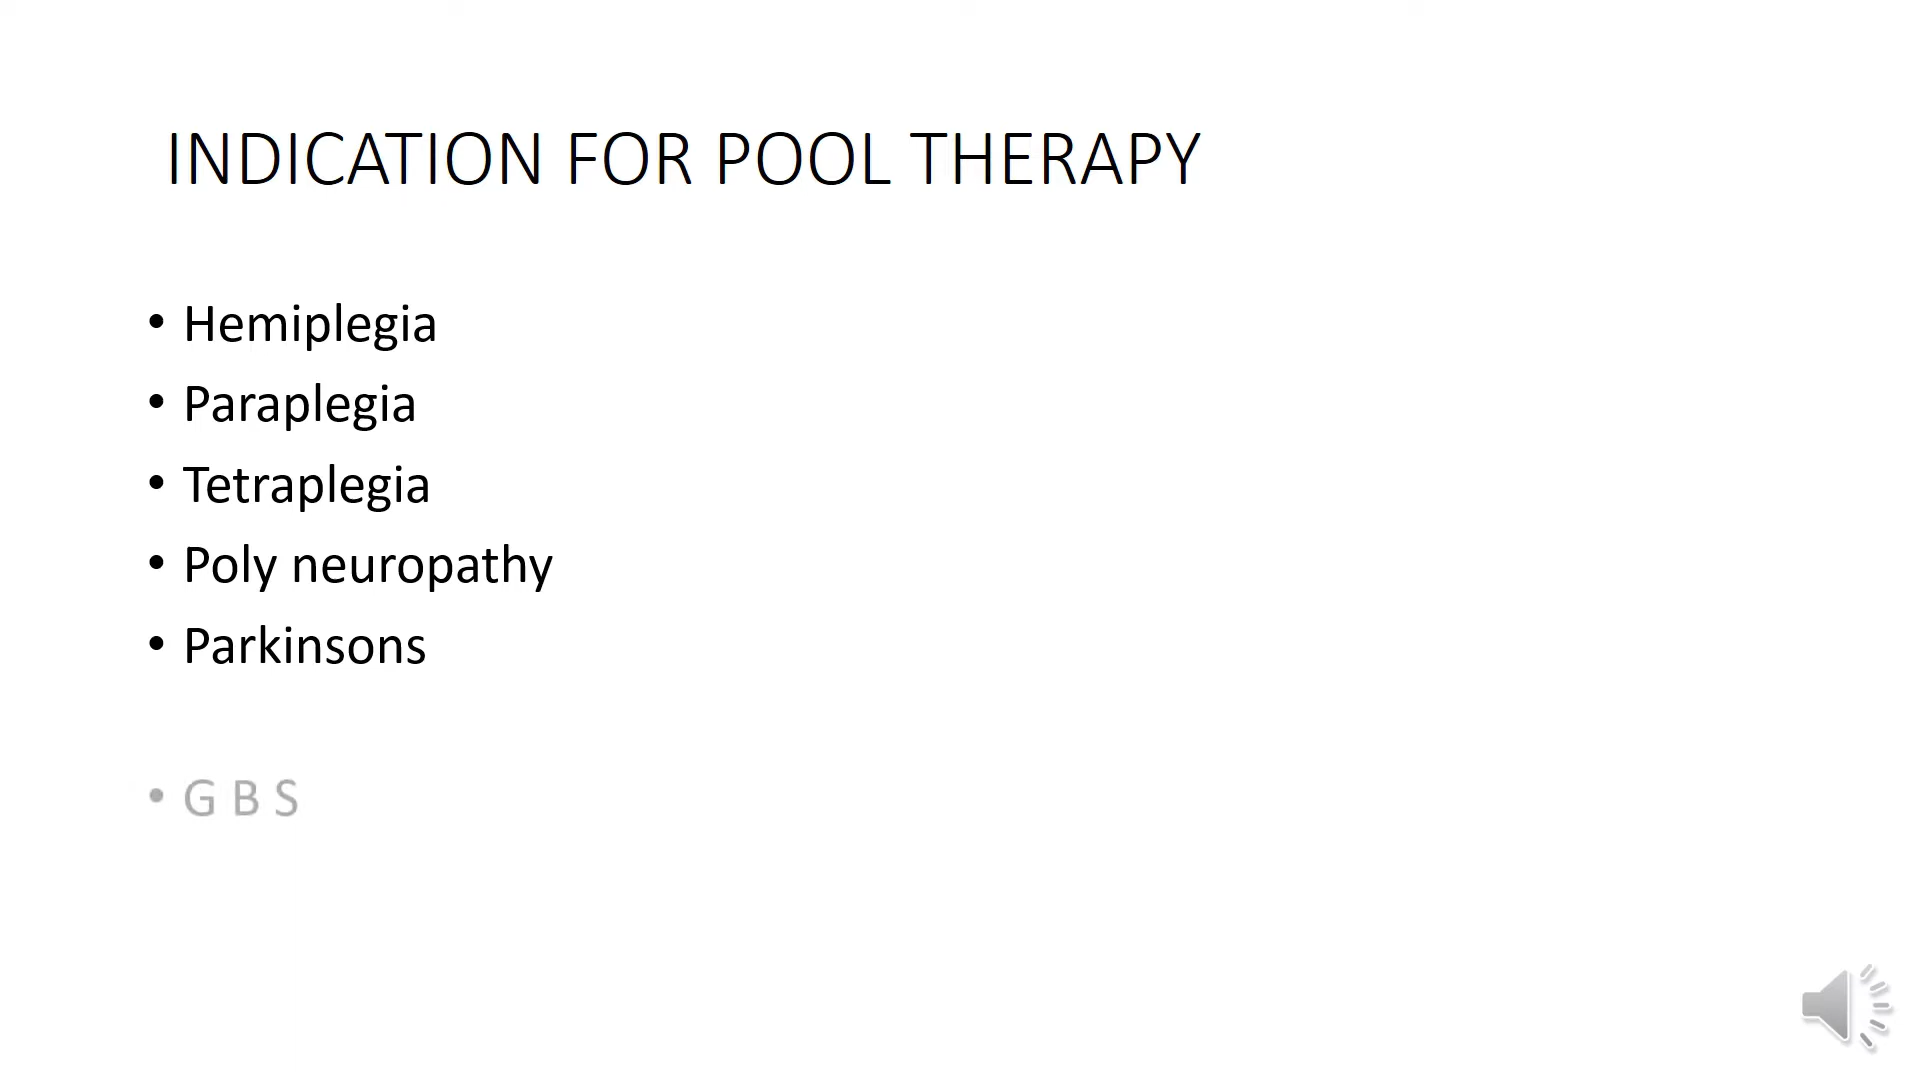 INDICATION FOR POOL THERAPY
• Hemiplegia
• Paraplegia
• Tetraplegia
• Poly neuropathy
• Parkinsons
• G B S